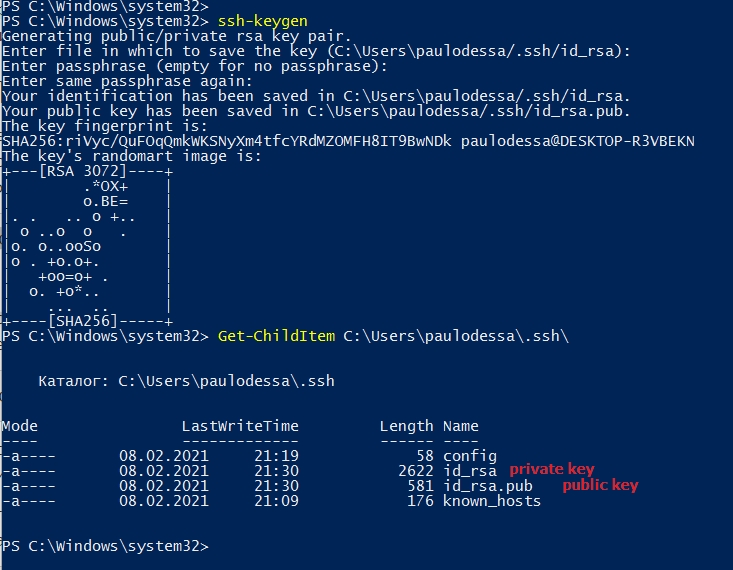 PS C:\Windows\system32>
PS C:\Windows\system32> ssh-keygen
Generating public/private rsa key pair.
Enter file in which to save the key (C:\Users\paulodessa/.ssh/id_rsa):
Enter passphrase (empty for no passphrase):
Enter same passphrase again:
Your identification has been saved in C:\Users\paulodessa/.ssh/id_rsa.
Your public key has been saved in C:\Users\paulodessa/.ssh/id_rsa.pub.
The key fingerprint is:
SHA256:riVyc/QuFOqQmkWKSNyXm4tfcYRdMZOMFH8IT9BwNDk paulodessa@DESKTOP-R3VBEKN
The key's randomart image is:
+---[RSA 3072]----+
|        .*OX+    |
|        o.BE=    |
|. .   .. o +..   |
| o ..o  o   .    |
|o. o..ooSo       |
|o . +o.o+.       |
|   +oo=o+ .      |
|  o. +o*..       |
|    ...  ..      |
+----[SHA256]-----+
PS C:\Windows\system32> Get-ChildItem C:\Users\paulodessa\.ssh\
Каталог: C:\Users\paulodessa\.ssh
Mode                LastWriteTime         Length Name
----                -------------         ------ ----
-a----       08.02.2021     21:19             58 config
-a----       08.02.2021     21:30           2622 id_rsa private key
-a----       08.02.2021     21:30            581 id_rsa.pub public key
-a----       08.02.2021     21:09            176 known_hosts
PS C:\Windows\system32>